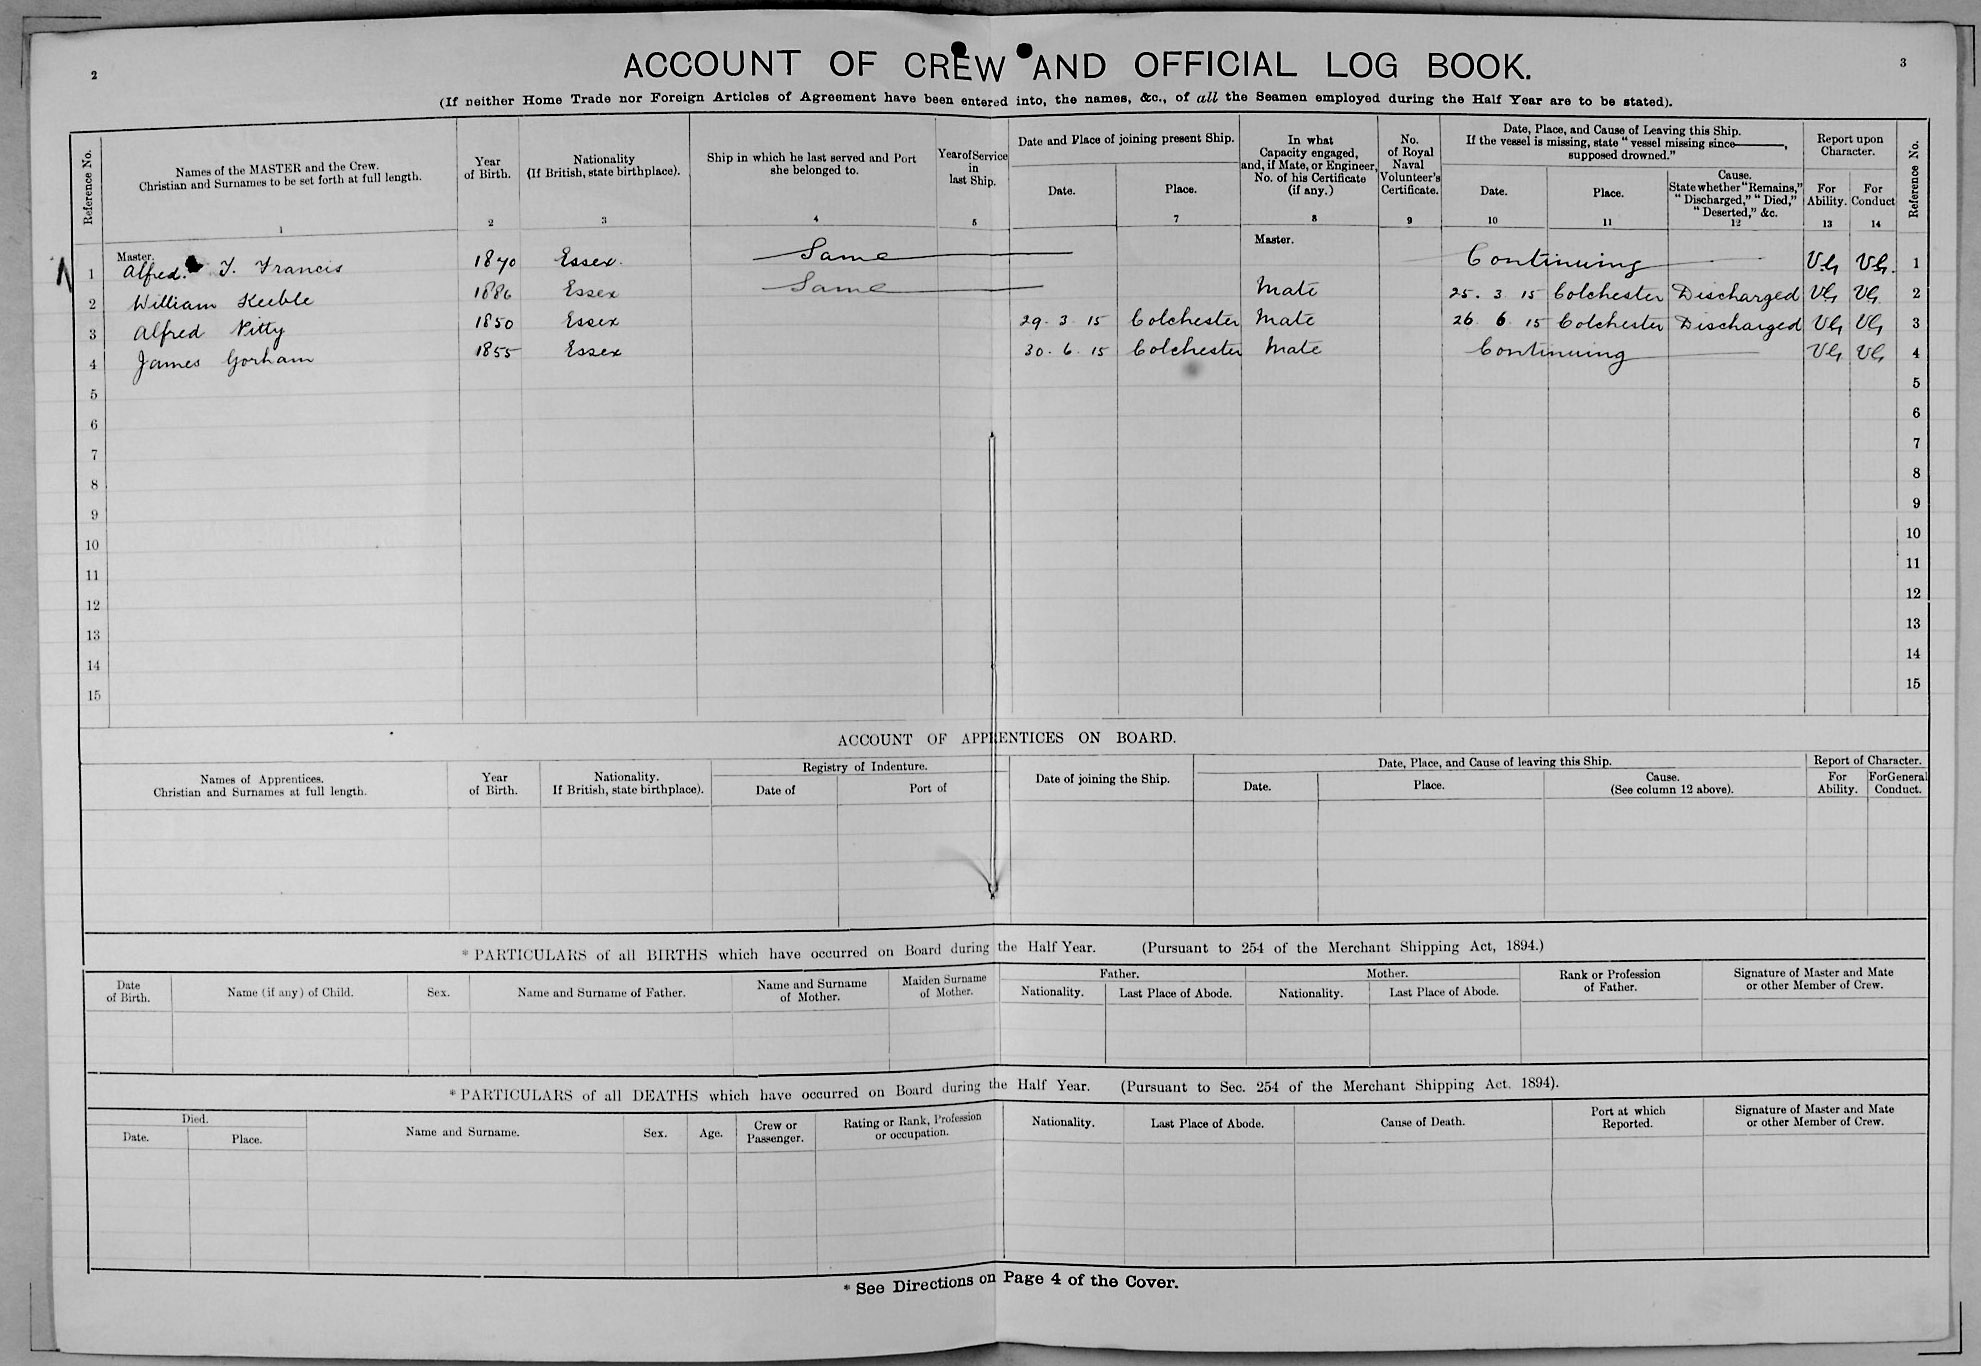 2
3
ACCOUNT OF CREW AND OFFICIAL LOG BOOK.
(If neither Home Trade nor Foreign Articles of Agreement have been entered into, the names, &c., of all the Seamen employed during the Half Year are to be stated).
Reference No. Names of the MASTER and the Crew. Christian and Surnames to be set forth at full length. Year of Birth. Nationality (If British, state birthplace). Ship in which he last served and Port she belonged to. Year of Service in last Ship. Date and Place of joining present Ship. Date. Place. In what Capacity engaged, and, if Mate, or Engineer, No. of his Certificate (if any.) No. of Royal Naval Volunteer's Certificate. Date, Place, and Cause of Leaving this Ship. If the vessel is missing, state "vessel missing since , supposed drowned." Date. Place. Cause. State whether "Remains," "Discharged," "Died," "Deserted," &c. Report upon Character. For Ability. For Conduct Reference No.
1 2 3 4 5 7 8 9 10 11 12 13 14
Master. Master.
1 Alfred. T. Francis 1870 Essex. Same Continuing VG VG. 1
2 William Keeble 1886 Essex Same Mate 25. 3 15 Colchester Discharged VG VG 2
3 Alfred Pitty 1850 Essex 29. 3 15 Colchester Mate 26 6 15 Colchester Discharged VG VG 3
4 James Gorham 1855 Essex 30. 6. 15 Colchester Mate Continuing VG VG 4
5 5
6 6
7 7
8 8
9 9
10 10
11 11
12 12
13 13
14 14
15 15
ACCOUNT OF APPRENTICES ON BOARD.
Names of Apprentices. Christian and Surnames at full length. Year of Birth. Nationality. If British, state birthplace). Registry of Indenture. Date of Port of Date of joining the Ship. Date, Place, and Cause of leaving this Ship. Date. Place. Cause. (See column 12 above). Report of Character. For Ability. For General Conduct.
* PARTICULARS of all BIRTHS which have occurred on Board during the Half Year. (Pursuant to 254 of the Merchant Shipping Act, 1894.)
Date of Birth. Name (if any) of Child. Sex. Name and Surname of Father. Name and Surname of Mother. Maiden Surname of Mother. Father. Nationality. Last Place of Abode. Mother. Nationality. Last Place of Abode. Rank or Profession of Father. Signature of Master and Mate or other Member of Crew.
* PARTICULARS of all DEATHS which have occurred on Board during the Half Year. (Pursuant to Sec. 254 of the Merchant Shipping Act. 1894).
Died. Date. Place. Name and Surname. Sex. Age. Crew or Passenger. Rating or Rank, Profession or occupation. Nationality. Last Place of Abode. Cause of Death. Port at which Reported. Signature of Master and Mate or other Member of Crew.
* See Directions on Page 4 of the Cover.